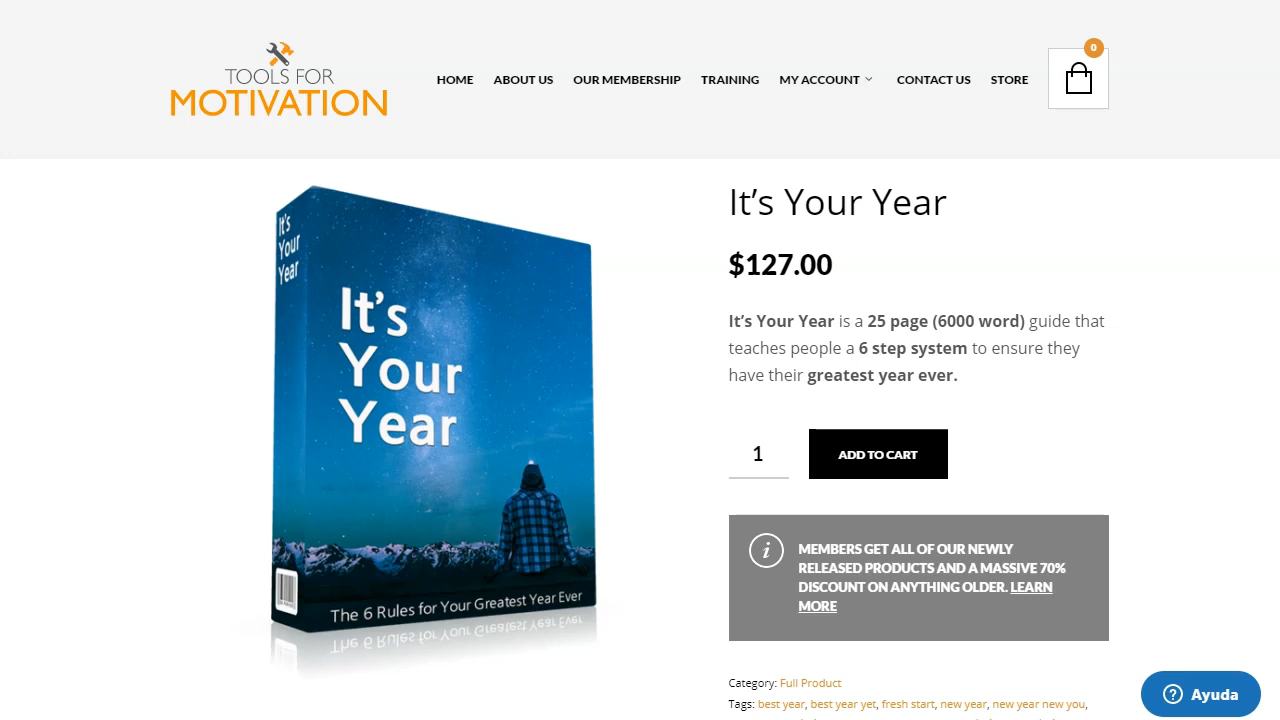 TOOLS FOR
MOTIVATION
HOME ABOUT US OUR MEMBERSHIP TRAINING MY ACCOUNT CONTACT US STORE
0
It's Your Year
It's
Your
Year
The 6 Rules for Your Greatest Year Ever
It’s Your Year
$127.00
It’s Your Year is a 25 page (6000 word) guide that
teaches people a 6 step system to ensure they
have their greatest year ever.
1
ADD TO CART
MEMBERS GET ALL OF OUR NEWLY
RELEASED PRODUCTS AND A MASSIVE 70%
DISCOUNT ON ANYTHING OLDER. LEARN
MORE
Category: Full Product
Tags: best year, best year yet, fresh start, new year, new year new you,
Ayuda